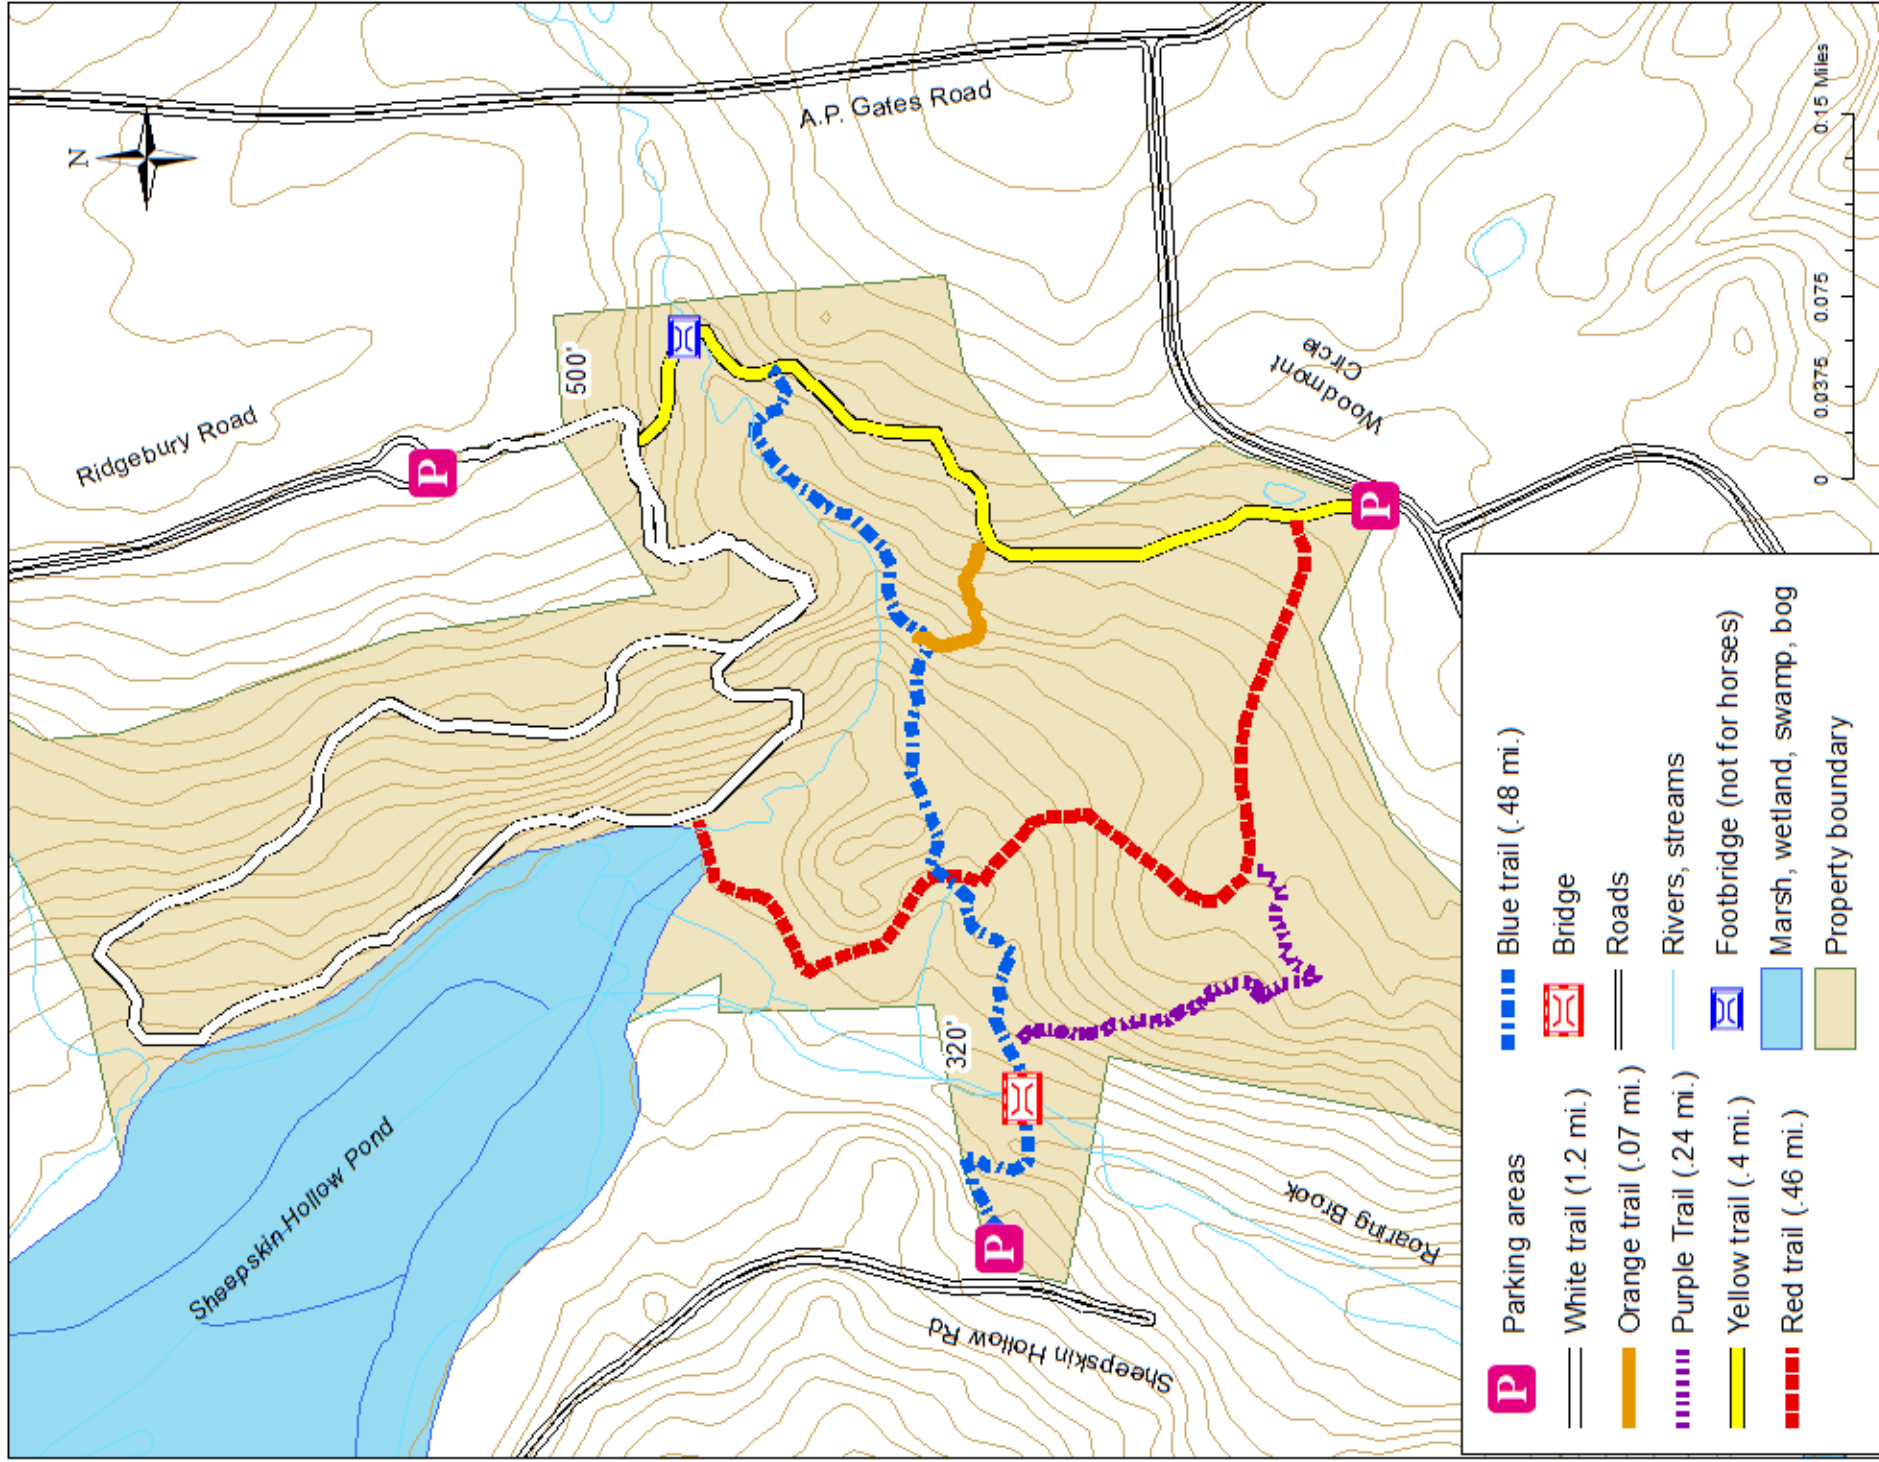 N
Ridgebury Road
A.P. Gates Road
500'
P
Woodmont
Circle
P
Sheepskin Hollow Pond
320'
P
Sheepskin Hollow Rd
Roaring Brook
0 0.0375 0.075 0.15 Miles
P Parking areas
White trail (1.2 mi.)
Orange trail (.07 mi.)
Purple Trail (.24 mi.)
Yellow trail (.4 mi.)
Red trail (.46 mi.)
Blue trail (.48 mi.)
Bridge
Roads
Rivers, streams
Footbridge (not for horses)
Marsh, wetland, swamp, bog
Property boundary